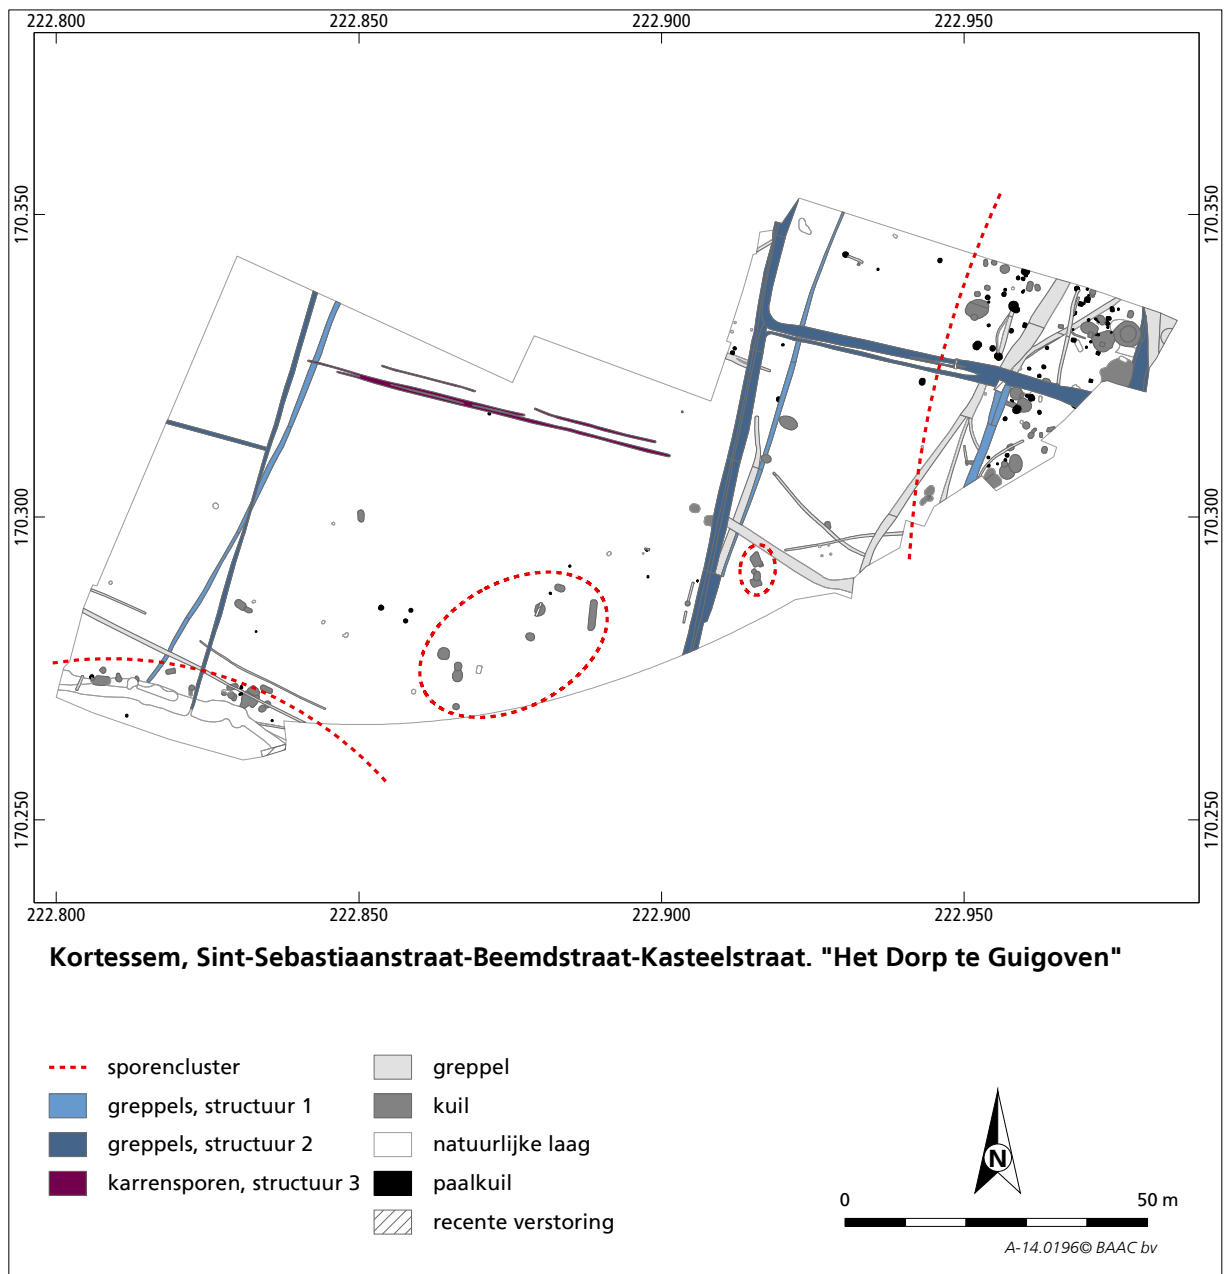 222.800 222.850 222.900 222.950
170.350 170.350
170.300 170.300
170.250 170.250
222.800 222.850 222.900 222.950
Kortessem, Sint-Sebastiaanstraat-Beemdstraat-Kasteelstraat. "Het Dorp te Guigoven"
sporencluster
greppels, structuur 1
greppels, structuur 2
karrensporen, structuur 3
greppel
kuil
natuurlijke laag
paalkuil
recente verstoring
N
0 50 m
A-14.0196© BAAC bv